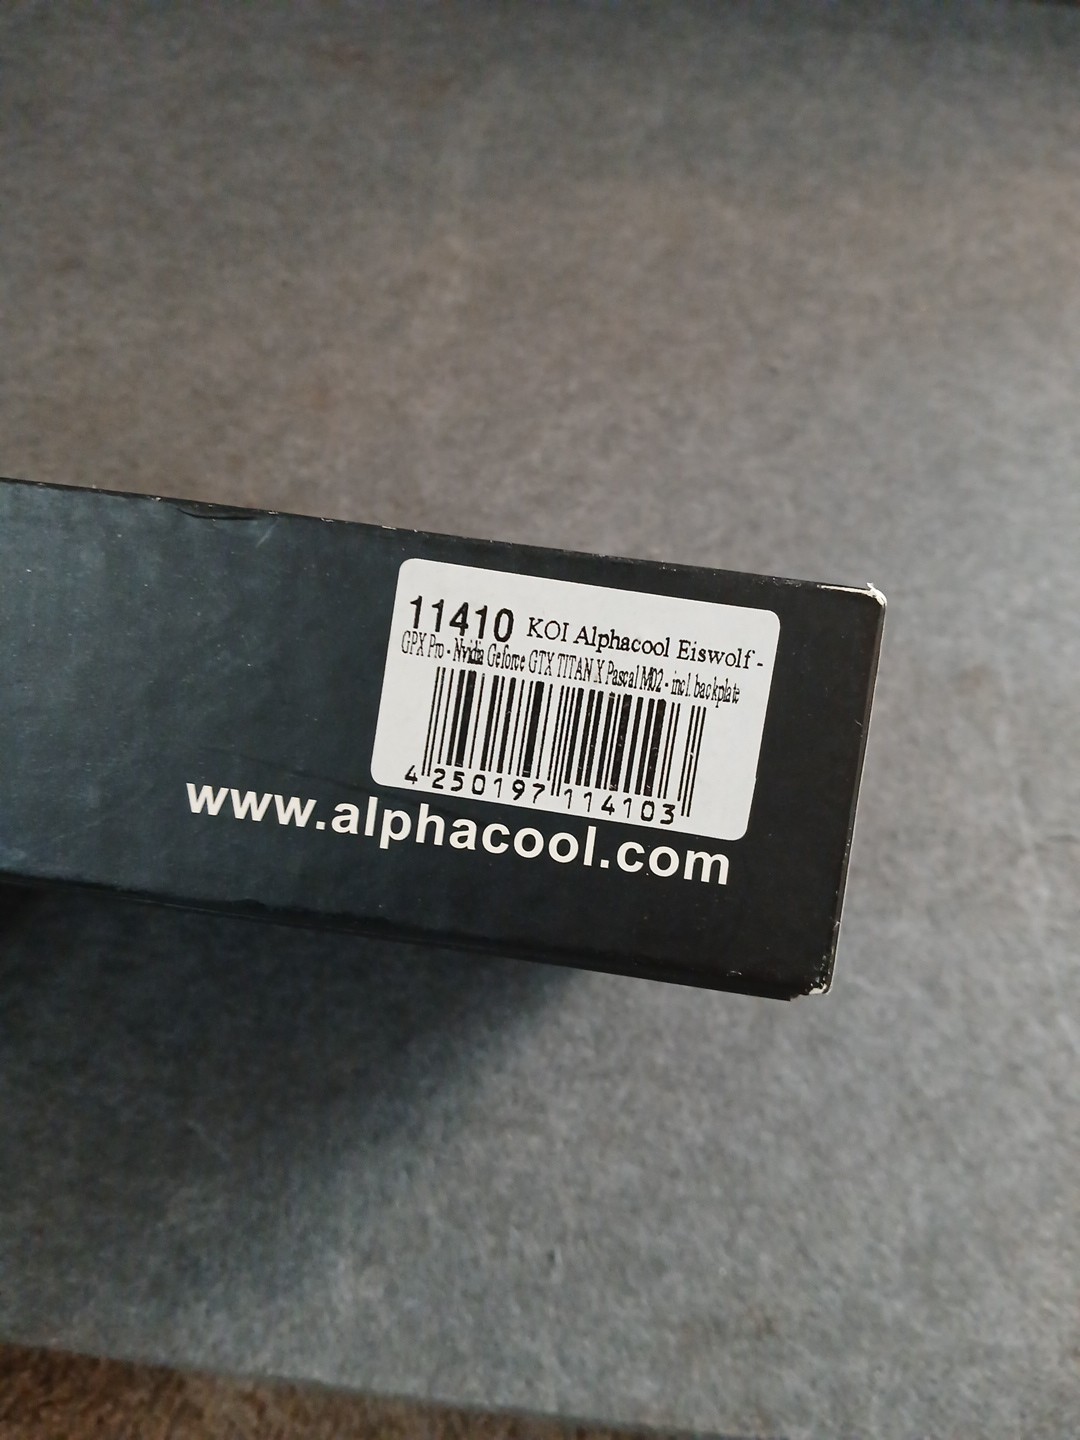 11410 KOI Alphacool Eiswolf -
GPX Pro - Nvidia Geforce GTX TITAN X Pascal M02 - incl. backplate
4 250197 114103
www.alphacool.com